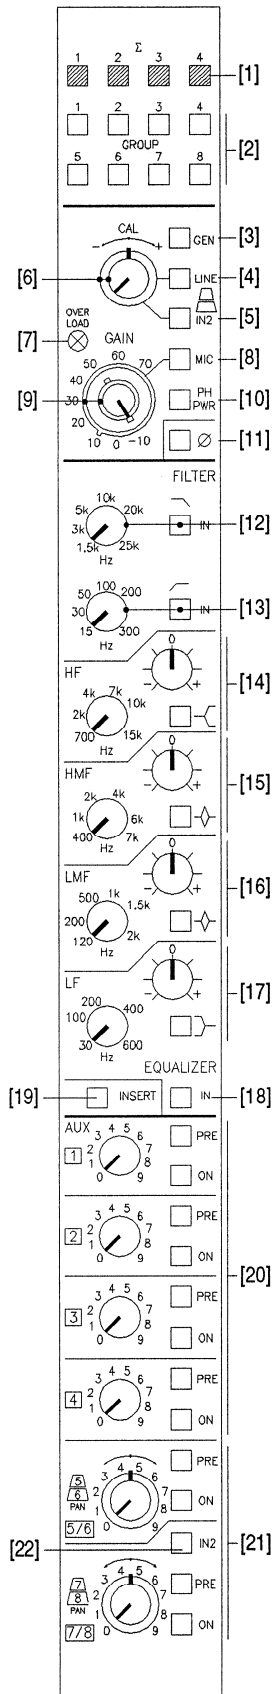 Σ
1 2 3 4 [1]
1 2 3 4
GROUP [2]
5 6 7 8
CAL
- + GEN [3]
[6] LINE [4]
IN2 [5]
OVER
LOAD
[7]
GAIN
MIC [8]
50 60 70
40
[9] 30
20
10 0 -10
PH
PWR [10]
Ø [11]
FILTER
10k
5k 20k
3k IN [12]
1.5k 25k
Hz
100
50 200
30 IN [13]
15 300
Hz
0
HF - + [14]
4k 7k
2k 10k
700 15k
Hz
0
HMF - + [15]
2k 4k
1k 6k
400 7k
Hz
0
LMF - + [16]
500 1k
200 1.5k
120 2k
Hz
0
LF - + [17]
200 400
100
30 600
Hz
EQUALIZER
[19] INSERT IN [18]
AUX
1 0 1 2 3 4 5 6 7 8 9 PRE
ON
2 0 1 2 3 4 5 6 7 8 9 PRE
ON
[20]
3 0 1 2 3 4 5 6 7 8 9 PRE
ON
4 0 1 2 3 4 5 6 7 8 9 PRE
ON
5
6
PAN
5/6 0 1 2 3 4 5 6 7 8 9 PRE
ON
[22] IN2 [21]
7
8
PAN
7/8 0 1 2 3 4 5 6 7 8 9 PRE
ON